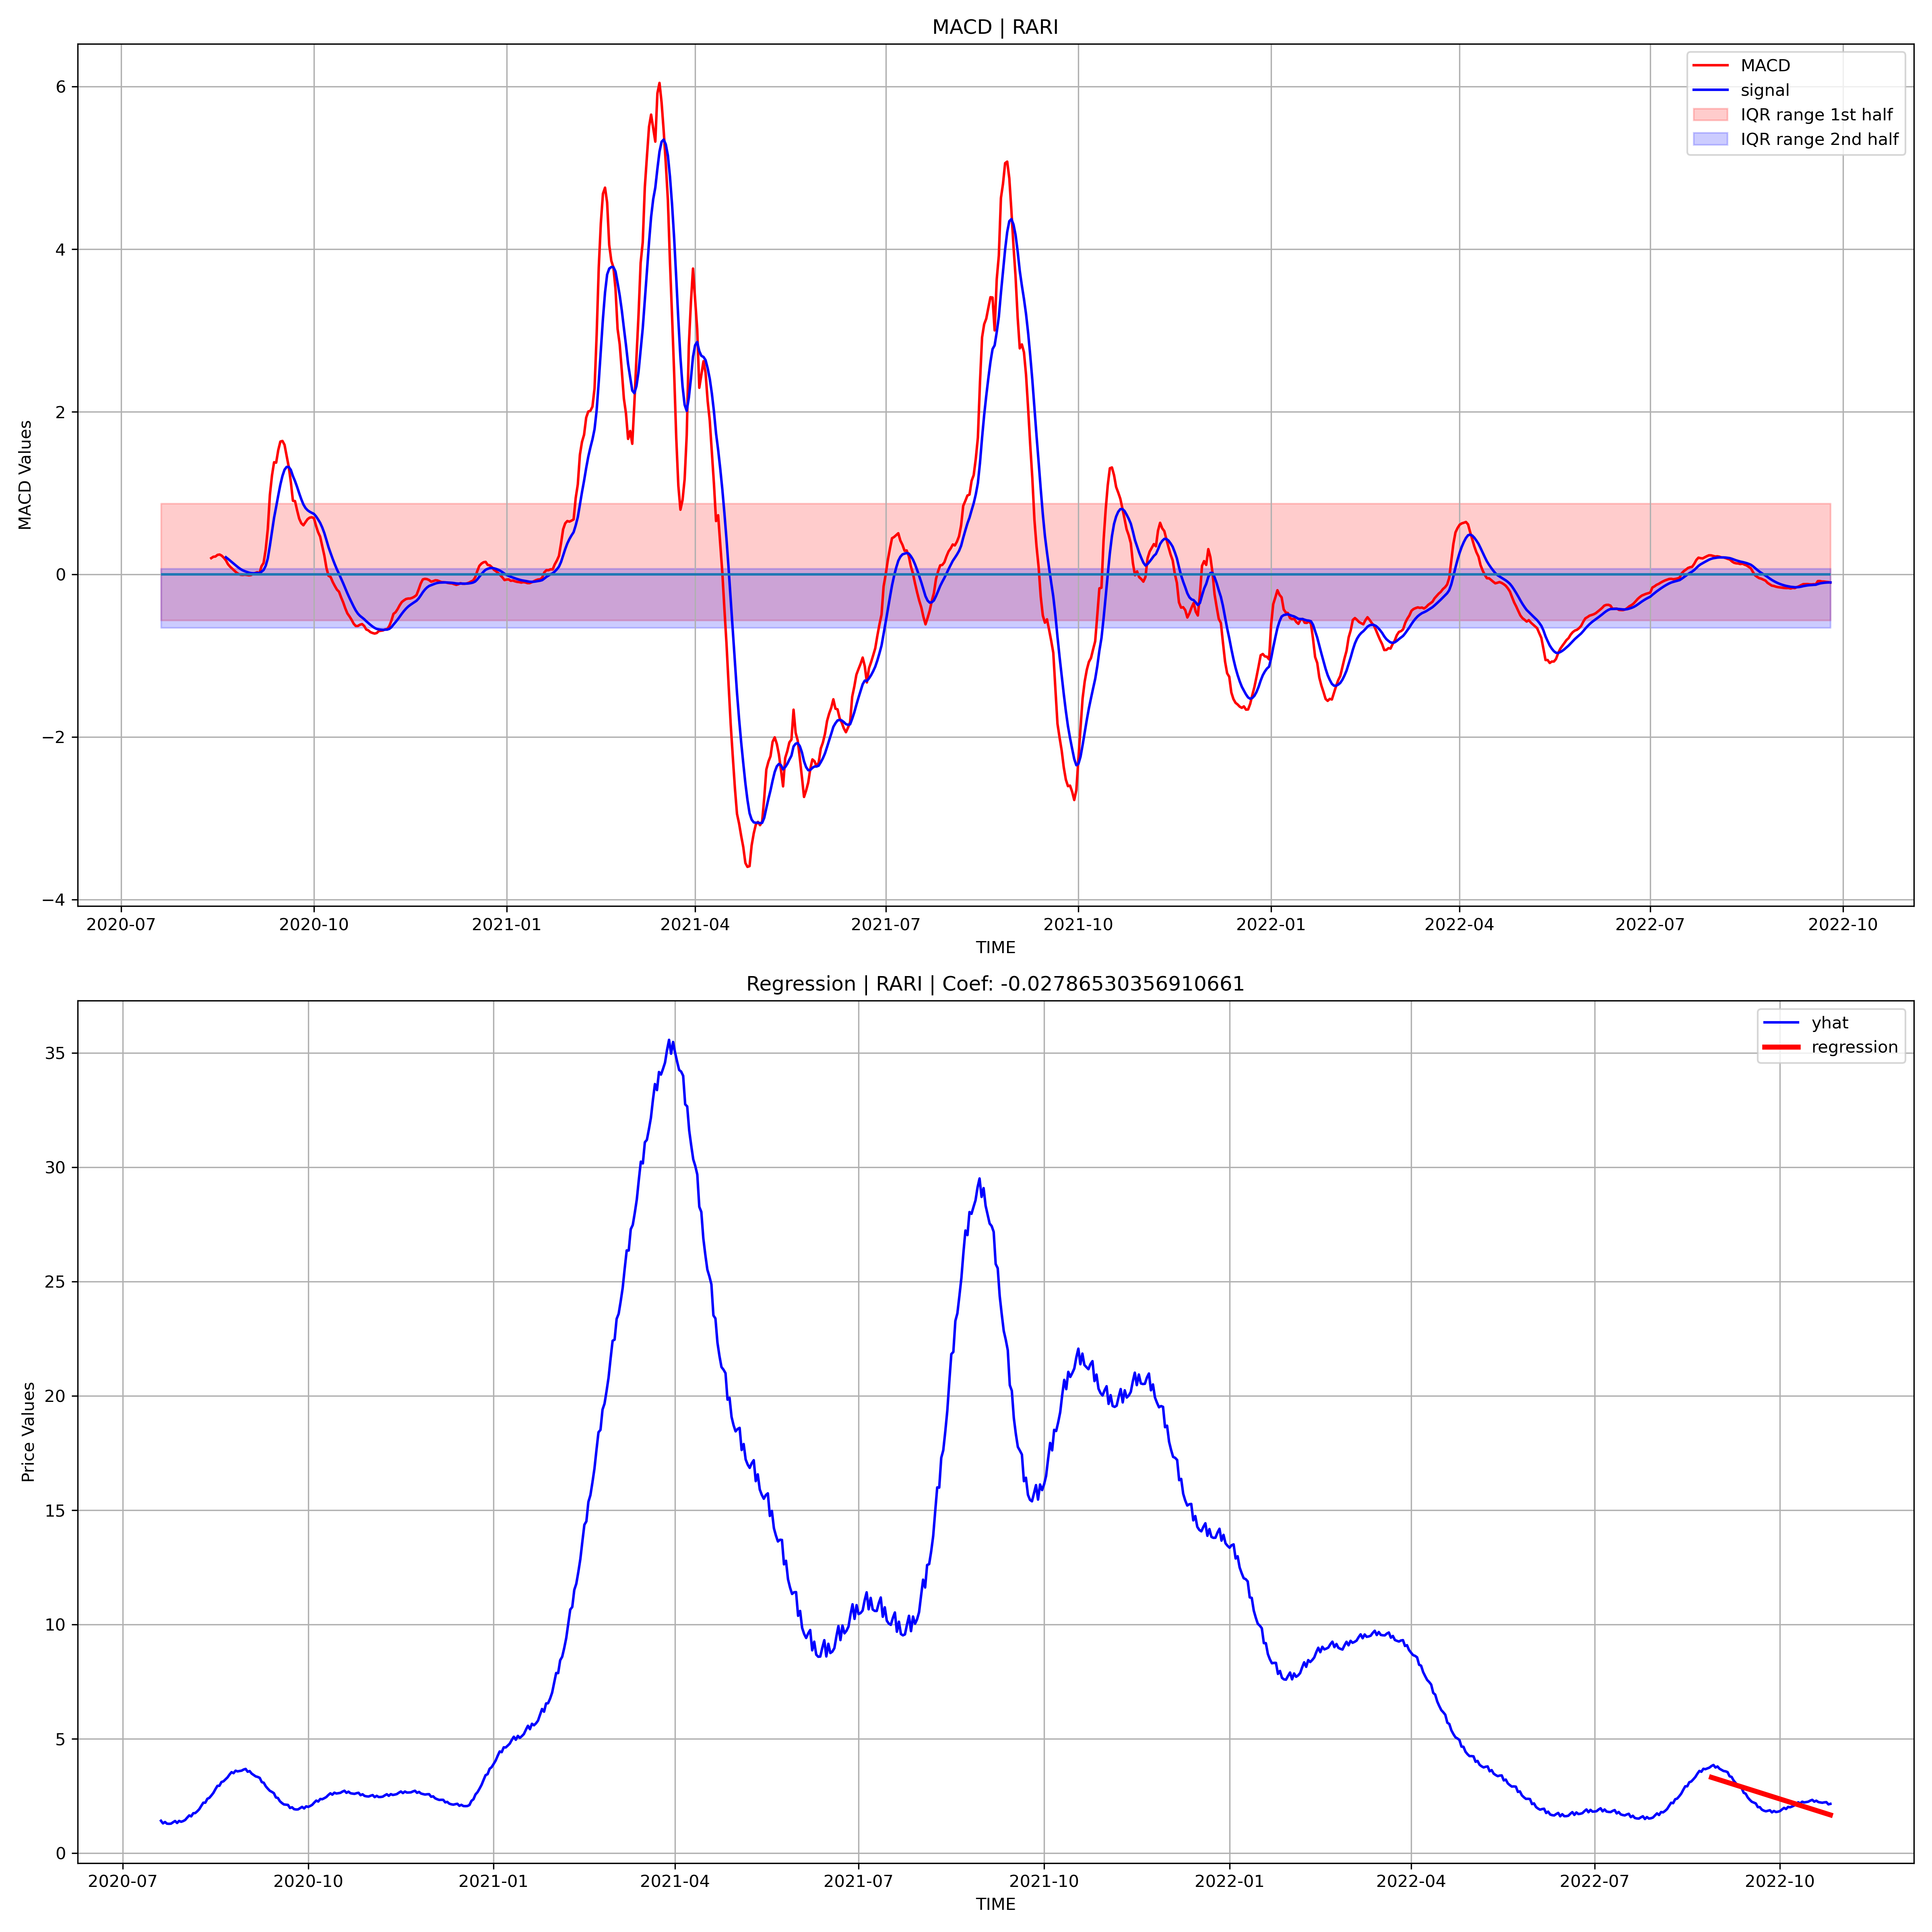 MACD | RARI
MACD
signal
IQR range 1st half
IQR range 2nd half
MACD Values
6
4
2
0
−2
−4
2020-07 2020-10 2021-01 2021-04 2021-07 2021-10 2022-01 2022-04 2022-07 2022-10
TIME
Regression | RARI | Coef: -0.02786530356910661
yhat
regression
Price Values
35
30
25
20
15
10
5
0
2020-07 2020-10 2021-01 2021-04 2021-07 2021-10 2022-01 2022-04 2022-07 2022-10
TIME